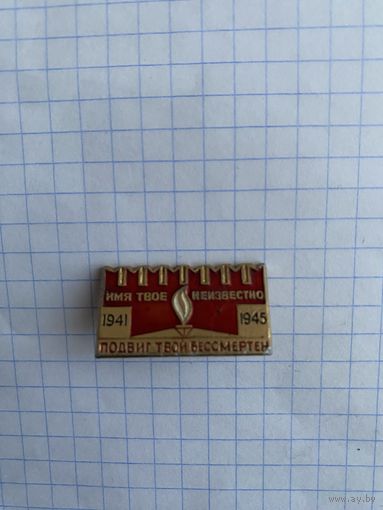 ИМЯ ТВОЕ НЕИЗВЕСТНО
1941 1945
ПОДВИГ ТВОЙ БЕССМЕРТЕН
www.ay.by